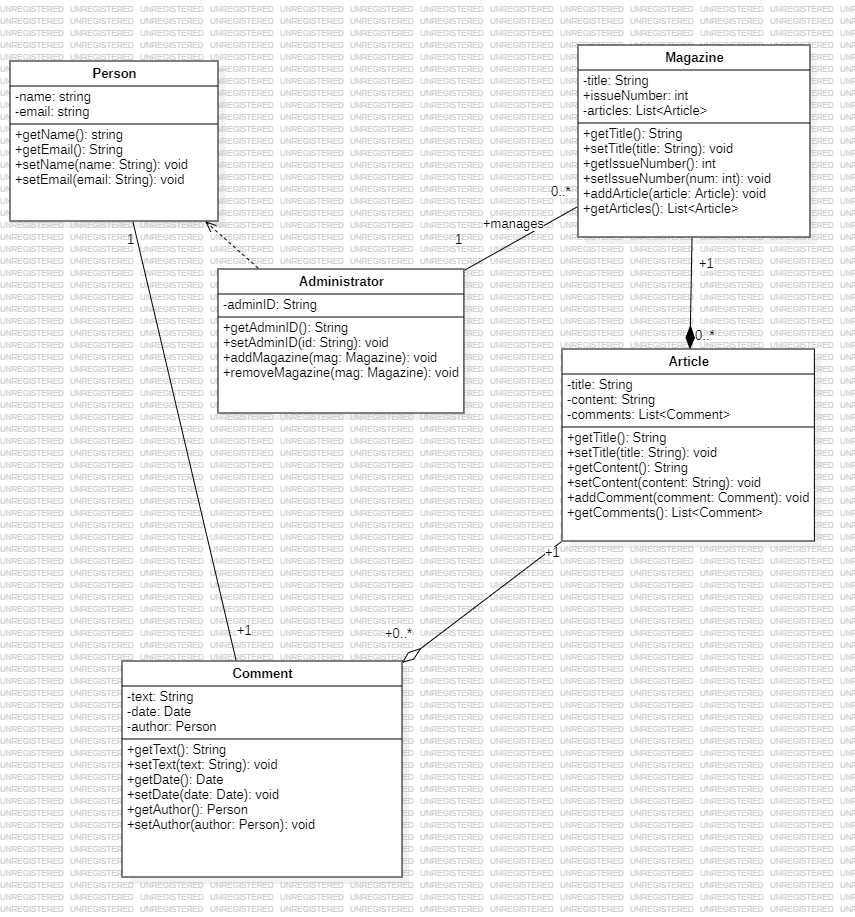 Person
-name: string
-email: string
+getName(): string
+getEmail(): String
+setName(name: String): void
+setEmail(email: String): void
Magazine
-title: String
+issueNumber: int
-articles: List<Article>
+getTitle(): String
+setTitle(title: String): void
+getIssueNumber(): int
+setIssueNumber(num: int): void
+addArticle(article: Article): void
+getArticles(): List<Article>
0..*
+manages
1
1
+1
0..*
Administrator
-adminID: String
+getAdminID(): String
+setAdminID(id: String): void
+addMagazine(mag: Magazine): void
+removeMagazine(mag: Magazine): void
Article
-title: String
-content: String
-comments: List<Comment>
+getTitle(): String
+setTitle(title: String): void
+getContent(): String
+setContent(content: String): void
+addComment(comment: Comment): void
+getComments(): List<Comment>
+1
+1
+0..*
Comment
-text: String
-date: Date
-author: Person
+getText(): String
+setText(text: String): void
+getDate(): Date
+setDate(date: Date): void
+getAuthor(): Person
+setAuthor(author: Person): void
UNREGISTERED